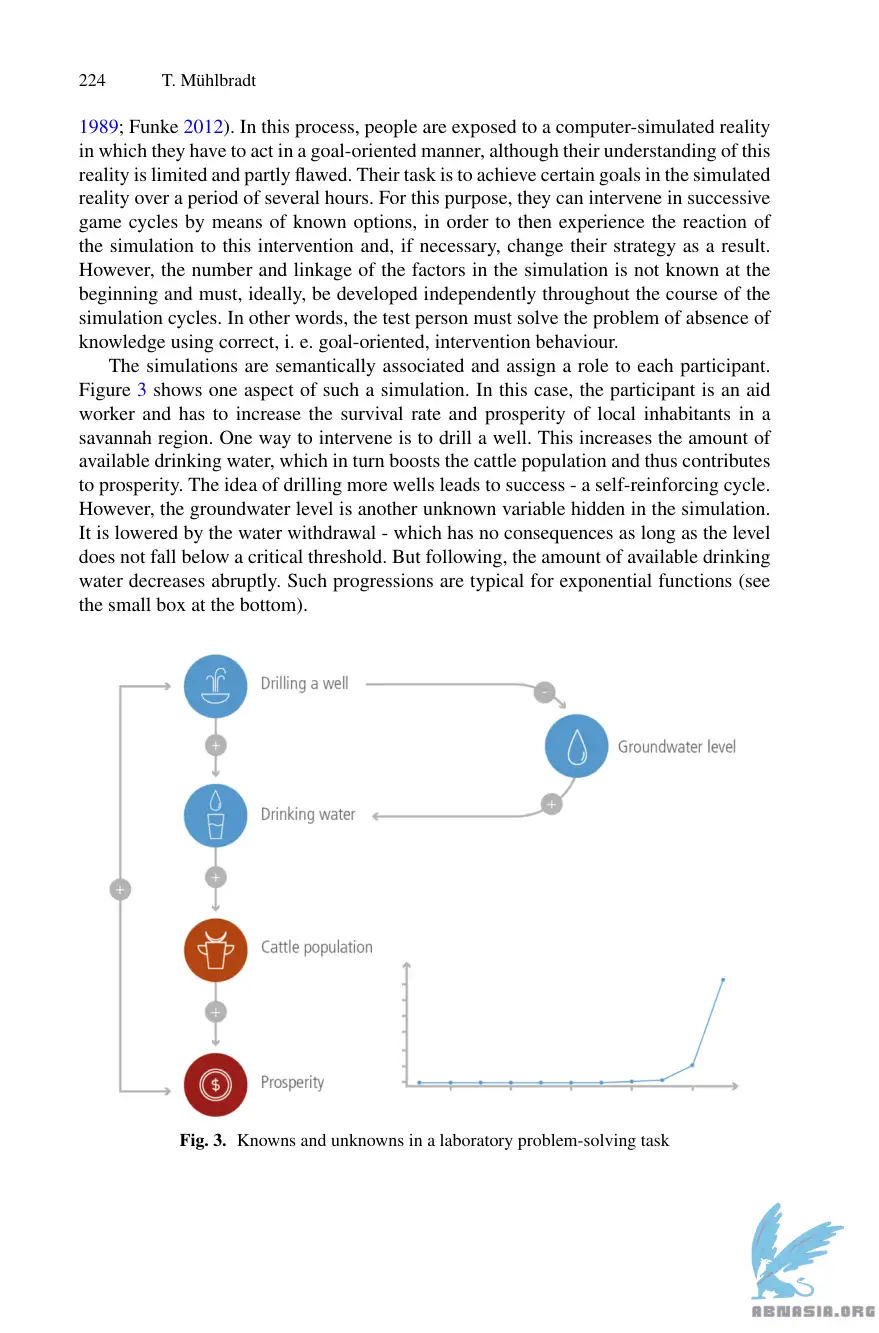 224 T. Mühlbradt
1989; Funke 2012). In this process, people are exposed to a computer-simulated reality
in which they have to act in a goal-oriented manner, although their understanding of this
reality is limited and partly flawed. Their task is to achieve certain goals in the simulated
reality over a period of several hours. For this purpose, they can intervene in successive
game cycles by means of known options, in order to then experience the reaction of
the simulation to this intervention and, if necessary, change their strategy as a result.
However, the number and linkage of the factors in the simulation is not known at the
beginning and must, ideally, be developed independently throughout the course of the
simulation cycles. In other words, the test person must solve the problem of absence of
knowledge using correct, i. e. goal-oriented, intervention behaviour.
The simulations are semantically associated and assign a role to each participant.
Figure 3 shows one aspect of such a simulation. In this case, the participant is an aid
worker and has to increase the survival rate and prosperity of local inhabitants in a
savannah region. One way to intervene is to drill a well. This increases the amount of
available drinking water, which in turn boosts the cattle population and thus contributes
to prosperity. The idea of drilling more wells leads to success - a self-reinforcing cycle.
However, the groundwater level is another unknown variable hidden in the simulation.
It is lowered by the water withdrawal - which has no consequences as long as the level
does not fall below a critical threshold. But following, the amount of available drinking
water decreases abruptly. Such progressions are typical for exponential functions (see
the small box at the bottom).
Drilling a well
-
+
Groundwater level
Drinking water
+
+
+
Cattle population
+
$
Prosperity
Fig. 3. Knowns and unknowns in a laboratory problem-solving task
ABNASIA.ORG